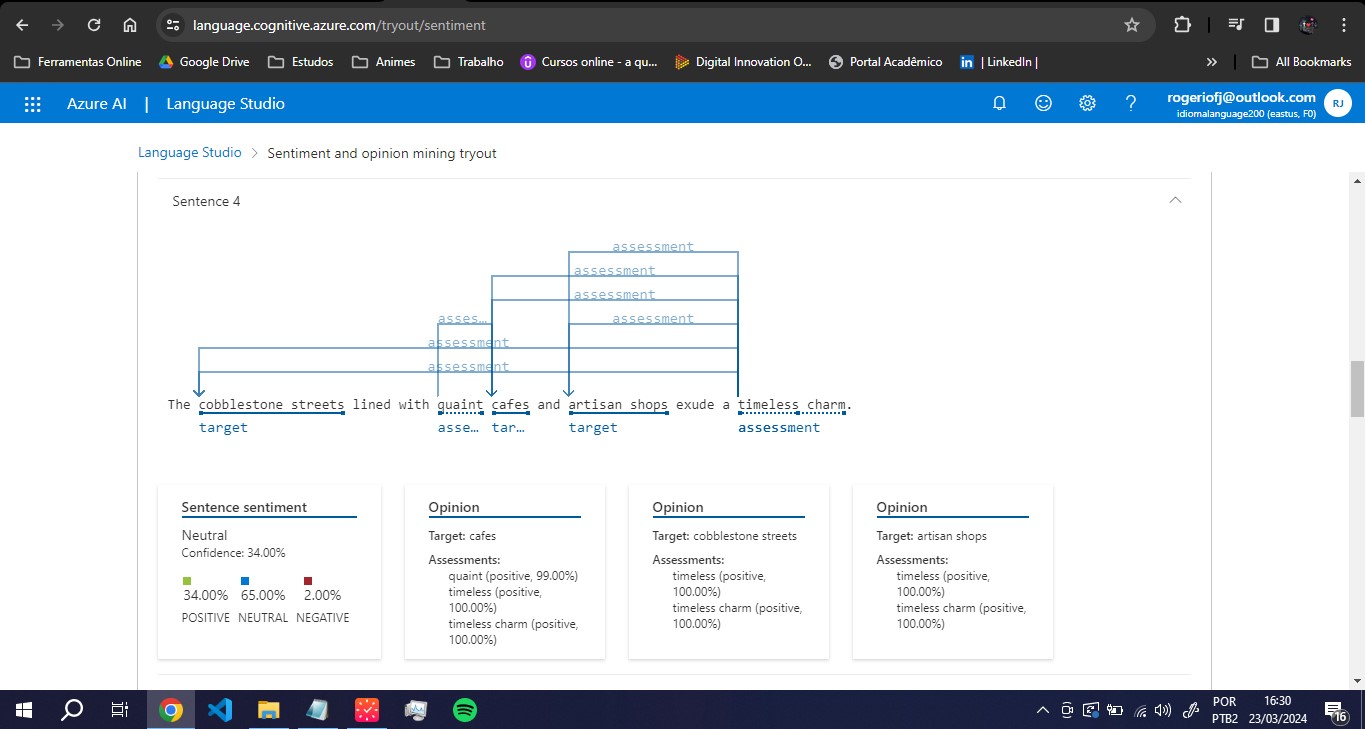 language.cognitive.azure.com/tryout/sentiment
Ferramentas Online Google Drive Estudos Animes Trabalho Cursos online - a qu... Digital Innovation O... Portal Acadêmico | LinkedIn | » All Bookmarks
Azure AI | Language Studio
rogeriofj@outlook.com
idiomalanguage200 (eastus, F0)
RJ
Language Studio > Sentiment and opinion mining tryout
Sentence 4
assessment
assessment
assessment
asses… assessment
assessment
assessment
The cobblestone streets lined with quaint cafes and artisan shops exude a timeless charm.
target asse… tar… target assessment
Sentence sentiment
Neutral
Confidence: 34.00%
34.00% 65.00% 2.00%
POSITIVE NEUTRAL NEGATIVE
Opinion
Target: cafes
Assessments:
quaint (positive, 99.00%)
timeless (positive,
100.00%)
timeless charm (positive,
100.00%)
Opinion
Target: cobblestone streets
Assessments:
timeless (positive,
100.00%)
timeless charm (positive,
100.00%)
Opinion
Target: artisan shops
Assessments:
timeless (positive,
100.00%)
timeless charm (positive,
100.00%)
POR
PTB2
16:30
23/03/2024
16